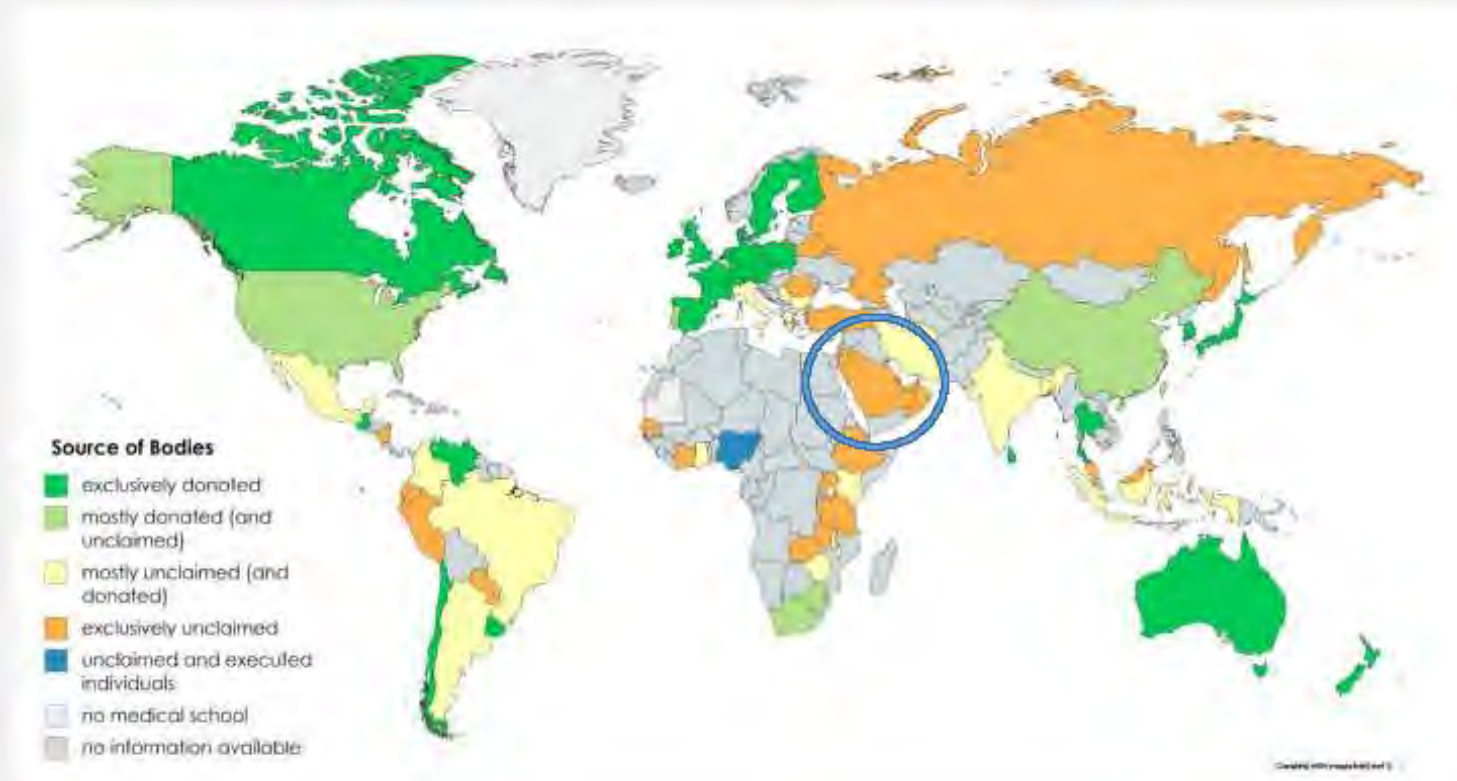 Source of Bodies
exclusively donated
mostly donated (and
unclaimed)
mostly unclaimed (and
donated)
exclusively unclaimed
unclaimed and executed
individuals
no medical school
no information available